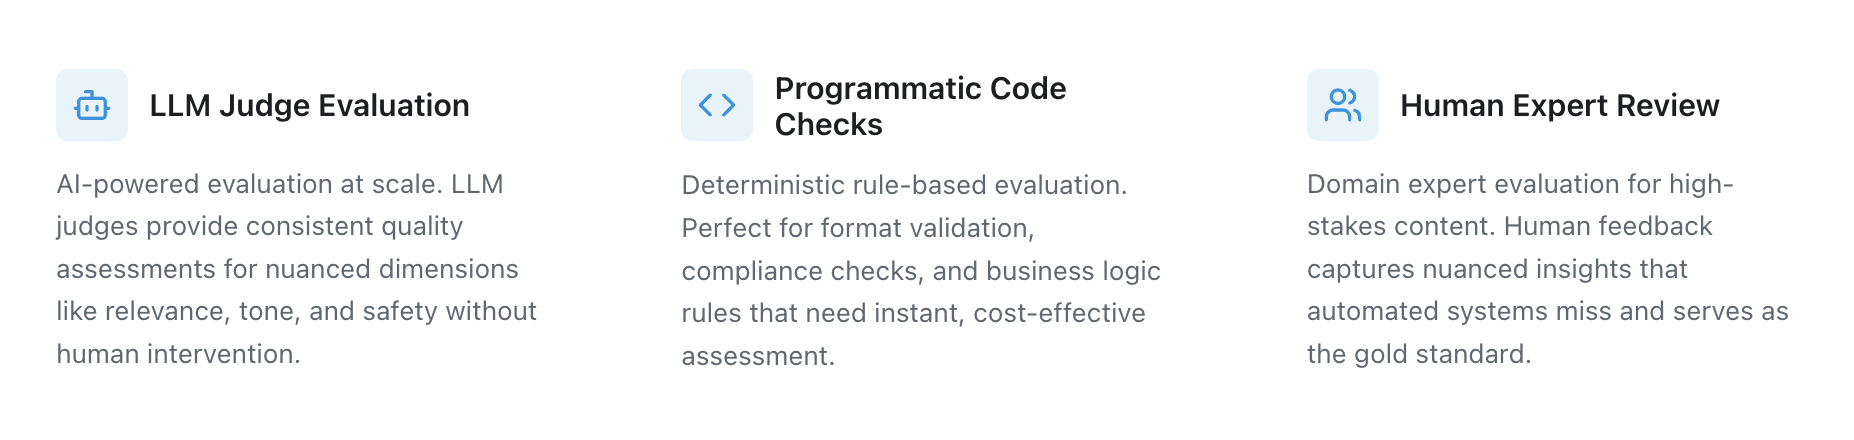 LLM Judge Evaluation
AI-powered evaluation at scale. LLM
judges provide consistent quality
assessments for nuanced dimensions
like relevance, tone, and safety without
human intervention.
Programmatic Code
Checks
Deterministic rule-based evaluation.
Perfect for format validation,
compliance checks, and business logic
rules that need instant, cost-effective
assessment.
Human Expert Review
Domain expert evaluation for high-
stakes content. Human feedback
captures nuanced insights that
automated systems miss and serves as
the gold standard.